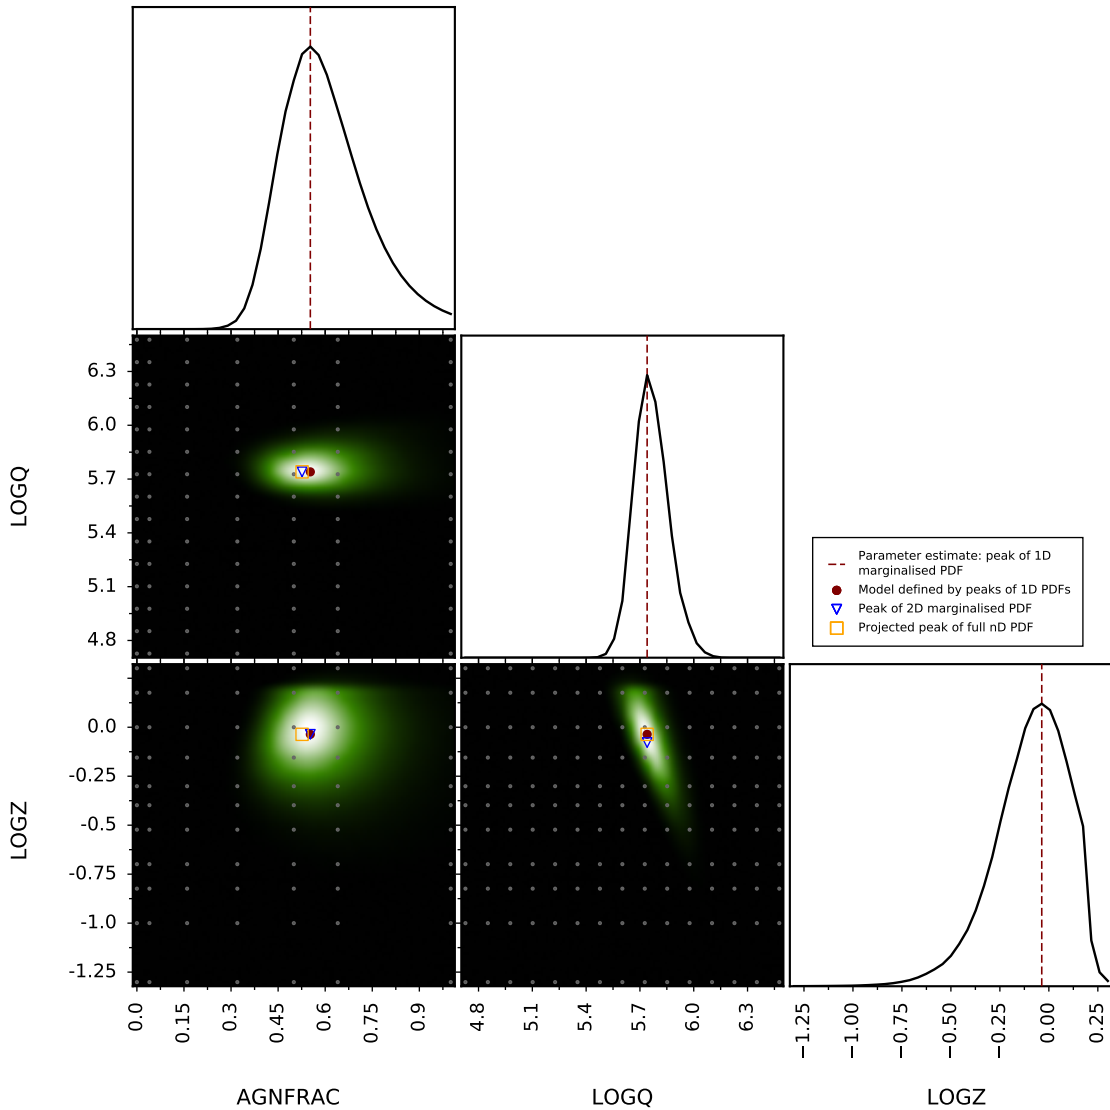 6.3
6.0
5.7
5.4
5.1
4.8
LOGQ
Parameter estimate: peak of 1D
marginalised PDF
Model defined by peaks of 1D PDFs
Peak of 2D marginalised PDF
Projected peak of full nD PDF
0.0
-0.25
-0.5
-0.75
-1.0
-1.25
LOGZ
0.0 0.15 0.3 0.45 0.6 0.75 0.9
4.8 5.1 5.4 5.7 6.0 6.3
−1.25 −1.00 −0.75 −0.50 −0.25 0.00 0.25
AGNFRAC LOGQ LOGZ